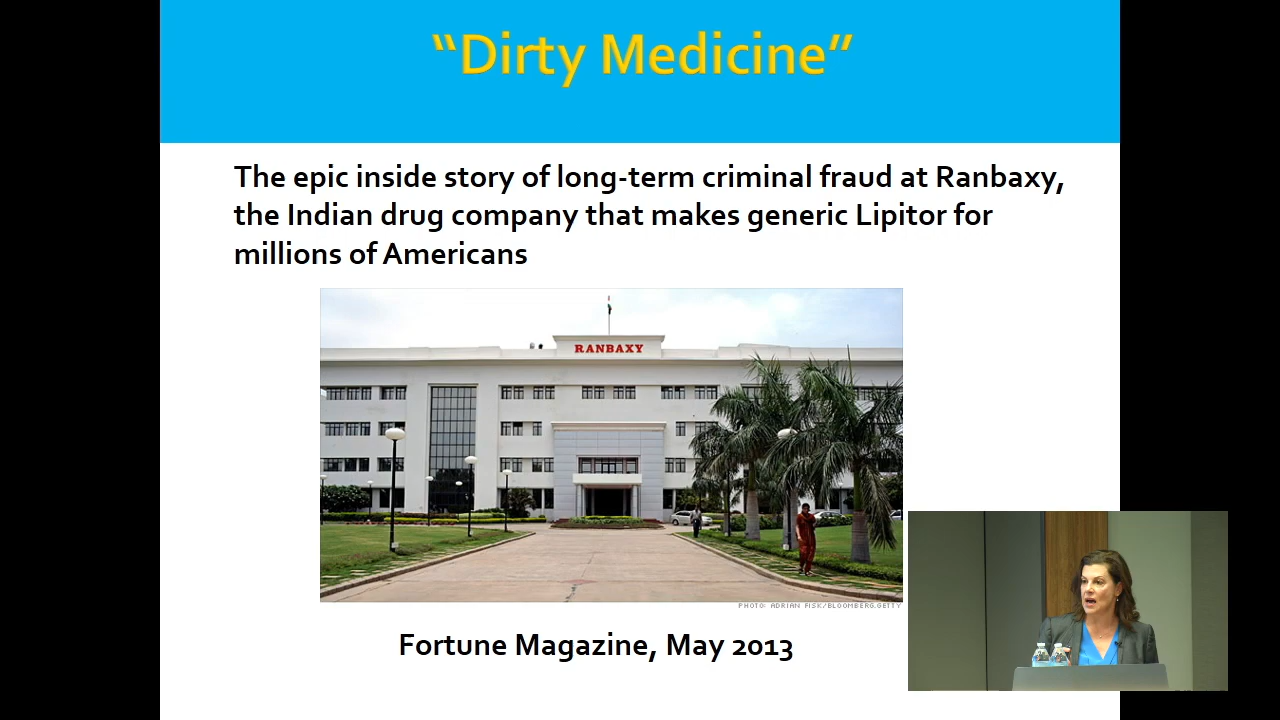 “Dirty Medicine”
The epic inside story of long-term criminal fraud at Ranbaxy,
the Indian drug company that makes generic Lipitor for
millions of Americans
RANBAXY
PHOTO: ADRIAN FISK/BLOOMBERG.GETTY
Fortune Magazine, May 2013